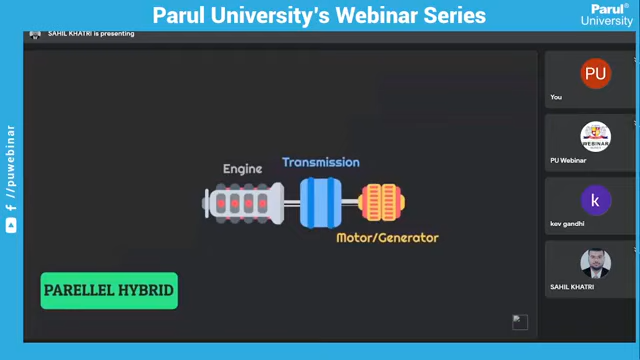 Parul University's Webinar Series
Parul®
University
SAHIL KHATRI is presenting
PU
You
PU Webinar
k
kev gandhi
SAHIL KHATRI
Engine
Transmission
Motor/Generator
PARELLEL HYBRID
/puwebinar